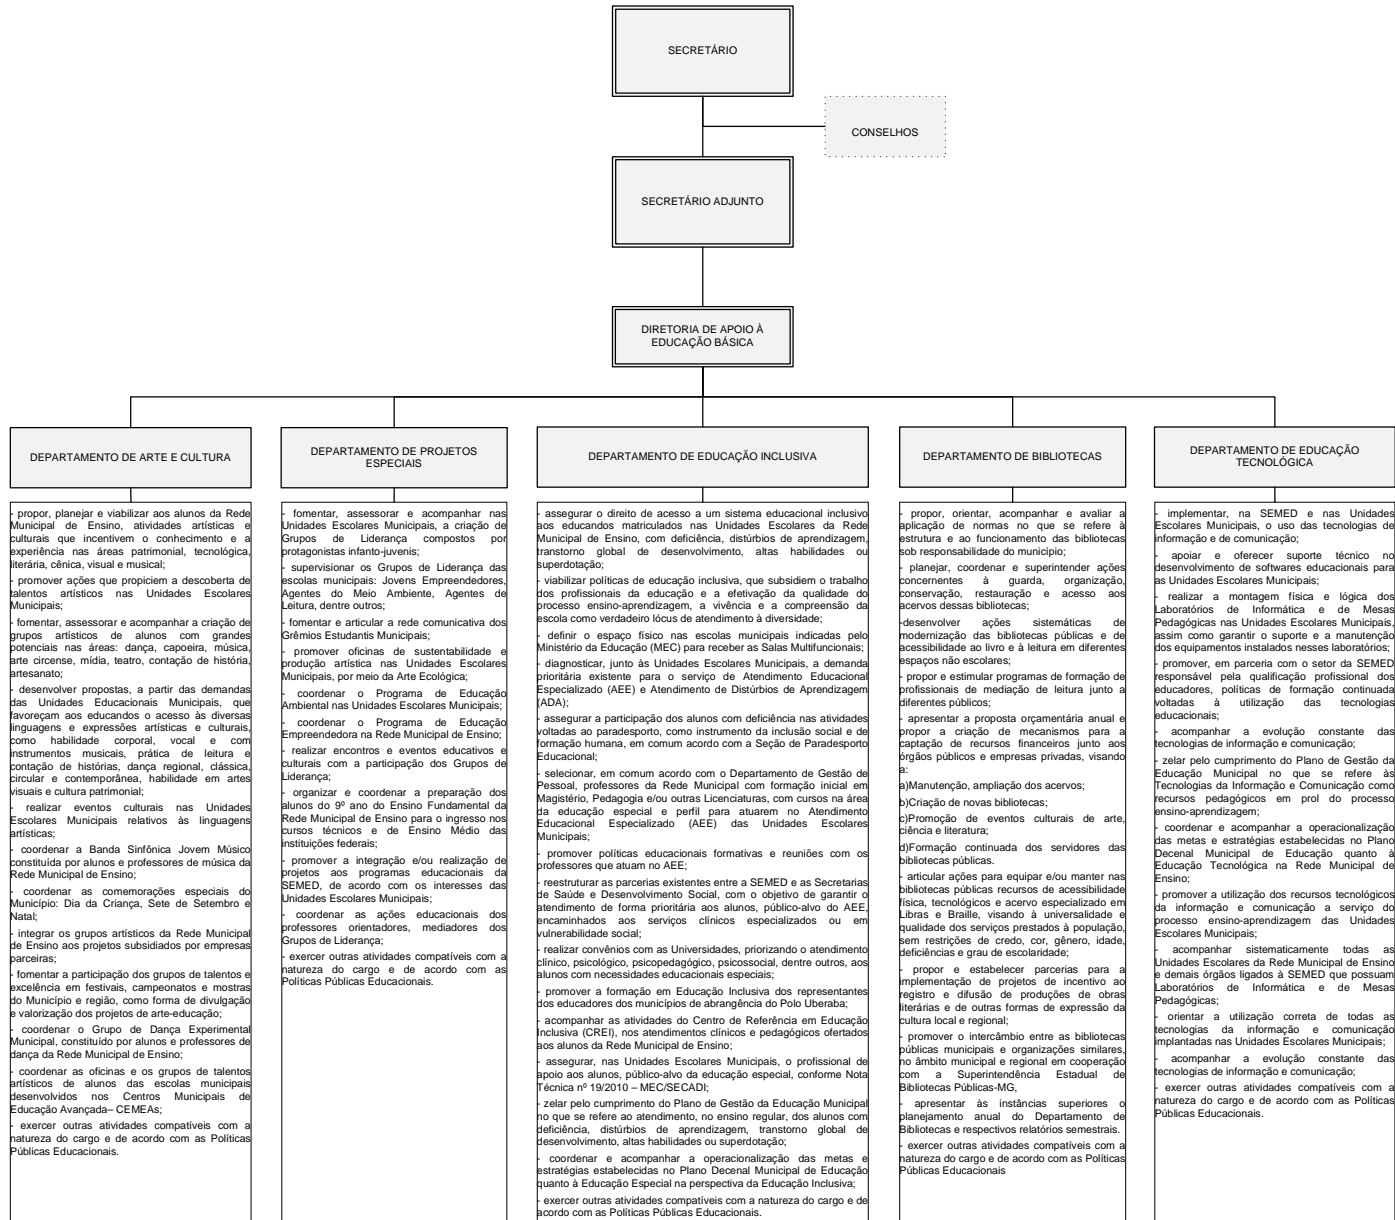 SECRETÁRIO
CONSELHOS
SECRETÁRIO ADJUNTO
DIRETORIA DE APOIO À
EDUCAÇÃO BÁSICA
DEPARTAMENTO DE ARTE E CULTURA
- propor, planejar e viabilizar aos alunos da Rede
Municipal de Ensino, atividades artísticas e
culturais que incentivem o conhecimento e a
experiência nas áreas patrimonial, tecnológica,
literária, cênica, visual e musical;
- promover ações que propiciem a descoberta de
talentos artísticos nas Unidades Escolares
Municipais;
- fomentar, assessorar e acompanhar a criação de
grupos artísticos de alunos com grandes
potenciais nas áreas: dança, capoeira, música,
arte circense, mídia, teatro, contação de história,
artesanato;
- desenvolver propostas, a partir das demandas
das Unidades Educacionais Municipais, que
favoreçam aos educandos o acesso às diversas
linguagens e expressões artísticas e culturais,
como habilidade corporal, vocal e com
instrumentos musicais, prática de leitura e
contação de histórias, dança regional, clássica,
circular e contemporânea, habilidade em artes
visuais e cultura patrimonial;
- realizar eventos culturais nas Unidades
Escolares Municipais relativos às linguagens
artísticas;
- coordenar a Banda Sinfônica Jovem Músico
constituída por alunos e professores de música da
Rede Municipal de Ensino;
- coordenar as comemorações especiais do
Município: Dia da Criança, Sete de Setembro e
Natal;
- integrar os grupos artísticos da Rede Municipal
de Ensino aos projetos subsidiados por empresas
parceiras;
- fomentar a participação dos grupos de talentos e
excelência em festivais, campeonatos e mostras
do Município e região, como forma de divulgação
e valorização dos projetos de arte-educação;
- coordenar o Grupo de Dança Experimental
Municipal, constituído por alunos e professores de
dança da Rede Municipal de Ensino;
- coordenar as oficinas e os grupos de talentos
artísticos de alunos das escolas municipais
desenvolvidos nos Centros Municipais de
Educação Avançada– CEMEAs;
- exercer outras atividades compatíveis com a
natureza do cargo e de acordo com as Políticas
Públicas Educacionais.
DEPARTAMENTO DE PROJETOS
ESPECIAIS
- fomentar, assessorar e acompanhar nas
Unidades Escolares Municipais, a criação de
Grupos de Liderança compostos por
protagonistas infanto-juvenis;
- supervisionar os Grupos de Liderança das
escolas municipais: Jovens Empreendedores,
Agentes do Meio Ambiente, Agentes de
Leitura, dentre outros;
- fomentar e articular a rede comunicativa dos
Grêmios Estudantis Municipais;
- promover oficinas de sustentabilidade e
produção artística nas Unidades Escolares
Municipais, por meio da Arte Ecológica;
- coordenar o Programa de Educação
Ambiental nas Unidades Escolares Municipais;
- coordenar o Programa de Educação
Empreendedora na Rede Municipal de Ensino;
- realizar encontros e eventos educativos e
culturais com a participação dos Grupos de
Liderança;
- organizar e coordenar a preparação dos
alunos do 9º ano do Ensino Fundamental da
Rede Municipal de Ensino para o ingresso nos
cursos técnicos e de Ensino Médio das
instituições federais;
- promover a integração e/ou realização de
projetos aos programas educacionais da
SEMED, de acordo com os interesses das
Unidades Escolares Municipais;
- coordenar as ações educacionais dos
professores orientadores, mediadores dos
Grupos de Liderança;
- exercer outras atividades compatíveis com a
natureza do cargo e de acordo com as
Políticas Públicas Educacionais.
DEPARTAMENTO DE EDUCAÇÃO INCLUSIVA
- assegurar o direito de acesso a um sistema educacional inclusivo
aos educandos matriculados nas Unidades Escolares da Rede
Municipal de Ensino, com deficiência, distúrbios de aprendizagem,
transtorno global de desenvolvimento, altas habilidades ou
superdotação;
- viabilizar políticas de educação inclusiva, que subsidiem o trabalho
dos profissionais da educação e a efetivação da qualidade do
processo ensino-aprendizagem, a vivência e a compreensão da
escola como verdadeiro lócus de atendimento à diversidade;
- definir o espaço físico nas escolas municipais indicadas pelo
Ministério da Educação (MEC) para receber as Salas Multifuncionais;
- diagnosticar, junto às Unidades Escolares Municipais, a demanda
prioritária existente para o serviço de Atendimento Educacional
Especializado (AEE) e Atendimento de Distúrbios de Aprendizagem
(ADA);
- assegurar a participação dos alunos com deficiência nas atividades
voltadas ao paradesporto, como instrumento da inclusão social e de
formação humana, em comum acordo com a Seção de Paradesporto
Educacional;
- selecionar, em comum acordo com o Departamento de Gestão de
Pessoal, professores da Rede Municipal com formação inicial em
Magistério, Pedagogia e/ou outras Licenciaturas, com cursos na área
da educação especial e perfil para atuarem no Atendimento
Educacional Especializado (AEE) das Unidades Escolares
Municipais;
- promover políticas educacionais formativas e reuniões com os
professores que atuam no AEE;
- reestruturar as parcerias existentes entre a SEMED e as Secretarias
de Saúde e Desenvolvimento Social, com o objetivo de garantir o
atendimento de forma prioritária aos alunos, público-alvo do AEE,
encaminhados aos serviços clínicos especializados ou em
vulnerabilidade social;
- realizar convênios com as Universidades, priorizando o atendimento
clínico, psicológico, psicopedagógico, psicossocial, dentre outros, aos
alunos com necessidades educacionais especiais;
- promover a formação em Educação Inclusiva dos representantes
dos educadores dos municípios de abrangência do Polo Uberaba;
- acompanhar as atividades do Centro de Referência em Educação
Inclusiva (CREI), nos atendimentos clínicos e pedagógicos ofertados
aos alunos da Rede Municipal de Ensino;
- assegurar, nas Unidades Escolares Municipais, o profissional de
apoio aos alunos, público-alvo da educação especial, conforme Nota
Técnica nº 19/2010 – MEC/SECADI;
- zelar pelo cumprimento do Plano de Gestão da Educação Municipal
no que se refere ao atendimento, no ensino regular, dos alunos com
deficiência, distúrbios de aprendizagem, transtorno global de
desenvolvimento, altas habilidades ou superdotação;
- coordenar e acompanhar a operacionalização das metas e
estratégias estabelecidas no Plano Decenal Municipal de Educação
quanto à Educação Especial na perspectiva da Educação Inclusiva;
- exercer outras atividades compatíveis com a natureza do cargo e de
acordo com as Políticas Públicas Educacionais.
DEPARTAMENTO DE BIBLIOTECAS
- propor, orientar, acompanhar e avaliar a
aplicação de normas no que se refere à
estrutura e ao funcionamento das bibliotecas
sob responsabilidade do município;
- planejar, coordenar e superintender ações
concernentes à guarda, organização,
conservação, restauração e acesso aos
acervos dessas bibliotecas;
-desenvolver ações sistemáticas de
modernização das bibliotecas públicas e de
acessibilidade ao livro e à leitura em diferentes
espaços não escolares;
- propor e estimular programas de formação de
profissionais de mediação de leitura junto a
diferentes públicos;
- apresentar a proposta orçamentária anual e
propor a criação de mecanismos para a
captação de recursos financeiros junto aos
órgãos públicos e empresas privadas, visando
a:
a)Manutenção, ampliação dos acervos;
b)Criação de novas bibliotecas;
c)Promoção de eventos culturais de arte,
ciência e literatura;
d)Formação continuada dos servidores das
bibliotecas públicas.
- articular ações para equipar e/ou manter nas
bibliotecas públicas recursos de acessibilidade
física, tecnológicos e acervo especializado em
Libras e Braille, visando à universalidade e
qualidade dos serviços prestados à população,
sem restrições de credo, cor, gênero, idade,
deficiências e grau de escolaridade;
- propor e estabelecer parcerias para a
implementação de projetos de incentivo ao
registro e difusão de produções de obras
literárias e de outras formas de expressão da
cultura local e regional;
- promover o intercâmbio entre as bibliotecas
públicas municipais e organizações similares,
no âmbito municipal e regional em cooperação
com a Superintendência Estadual de
Bibliotecas Públicas-MG,
- apresentar às instâncias superiores o
planejamento anual do Departamento de
Bibliotecas e respectivos relatórios semestrais.
- exercer outras atividades compatíveis com a
natureza do cargo e de acordo com as Políticas
Públicas Educacionais
DEPARTAMENTO DE EDUCAÇÃO
TECNOLÓGICA
- implementar, na SEMED e nas Unidades
Escolares Municipais, o uso das tecnologias de
informação e de comunicação;
- apoiar e oferecer suporte técnico no
desenvolvimento de softwares educacionais para
as Unidades Escolares Municipais;
- realizar a montagem física e lógica dos
Laboratórios de Informática e de Mesas
Pedagógicas nas Unidades Escolares Municipais,
assim como garantir o suporte e a manutenção
dos equipamentos instalados nesses laboratórios;
- promover, em parceria com o setor da SEMED
responsável pela qualificação profissional dos
educadores, políticas de formação continuada
voltadas à utilização das tecnologias
educacionais;
- acompanhar a evolução constante das
tecnologias de informação e comunicação;
- zelar pelo cumprimento do Plano de Gestão da
Educação Municipal no que se refere às
Tecnologias da Informação e Comunicação como
recursos pedagógicos em prol do processo
ensino-aprendizagem;
- coordenar e acompanhar a operacionalização
das metas e estratégias estabelecidas no Plano
Decenal Municipal de Educação quanto à
Educação Tecnológica na Rede Municipal de
Ensino;
- promover a utilização dos recursos tecnológicos
da informação e comunicação a serviço do
processo ensino-aprendizagem das Unidades
Escolares Municipais;
- acompanhar sistematicamente todas as
Unidades Escolares da Rede Municipal de Ensino
e demais órgãos ligados à SEMED que possuam
Laboratórios de Informática e de Mesas
Pedagógicas;
- orientar a utilização correta de todas as
tecnologias da informação e comunicação
implantadas nas Unidades Escolares Municipais;
- acompanhar a evolução constante das
tecnologias de informação e comunicação;
- exercer outras atividades compatíveis com a
natureza do cargo e de acordo com as Políticas
Públicas Educacionais.